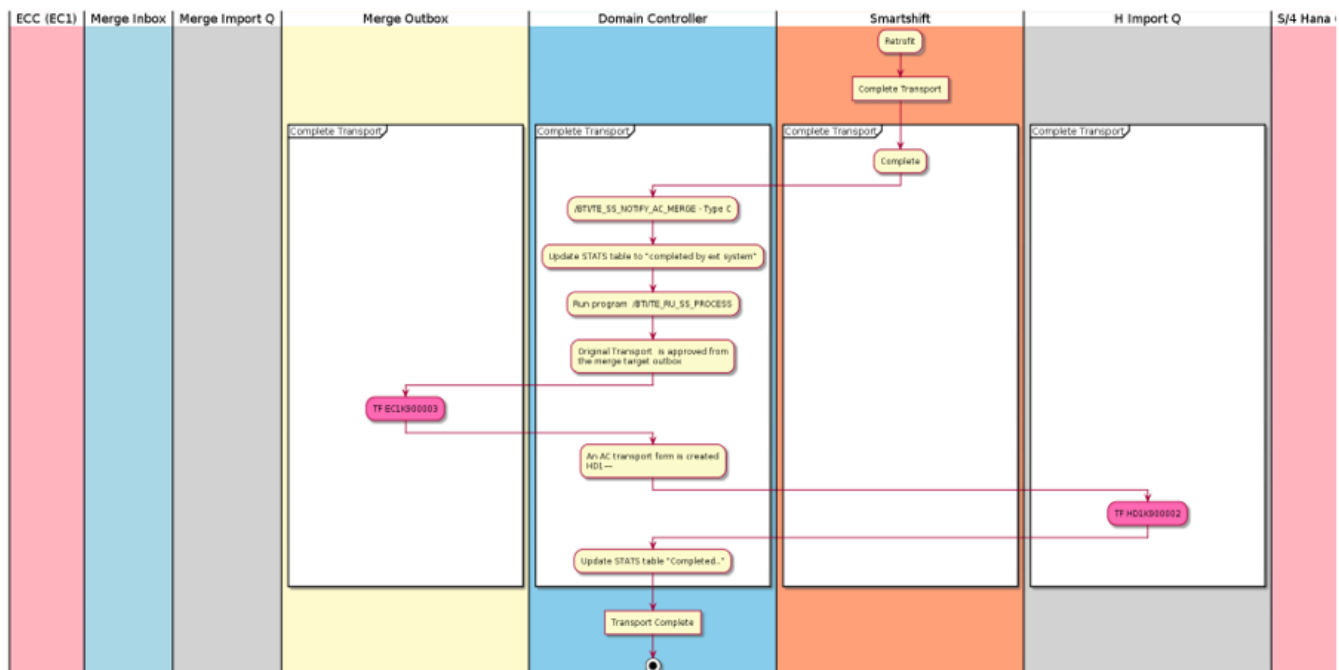 ECC (EC1)
Merge Inbox
Merge Import Q
Merge Outbox
Domain Controller
Smartshift
H Import Q
S/4 Hana
Retrofit
Complete Transport
Complete Transport
Complete Transport
Complete Transport
Complete Transport
Complete
/BTI/TE_SS_NOTIFY_AC_MERGE - Type C
Update STATS table to "completed by ext system"
Run program /BTI/TE_RU_SS_PROCESS
Original Transport is approved from
the merge target outbox
TF EC1K900003
An AC transport form is created
HD1---
TF HD1K900002
Update STATS table "Completed.."
Transport Complete